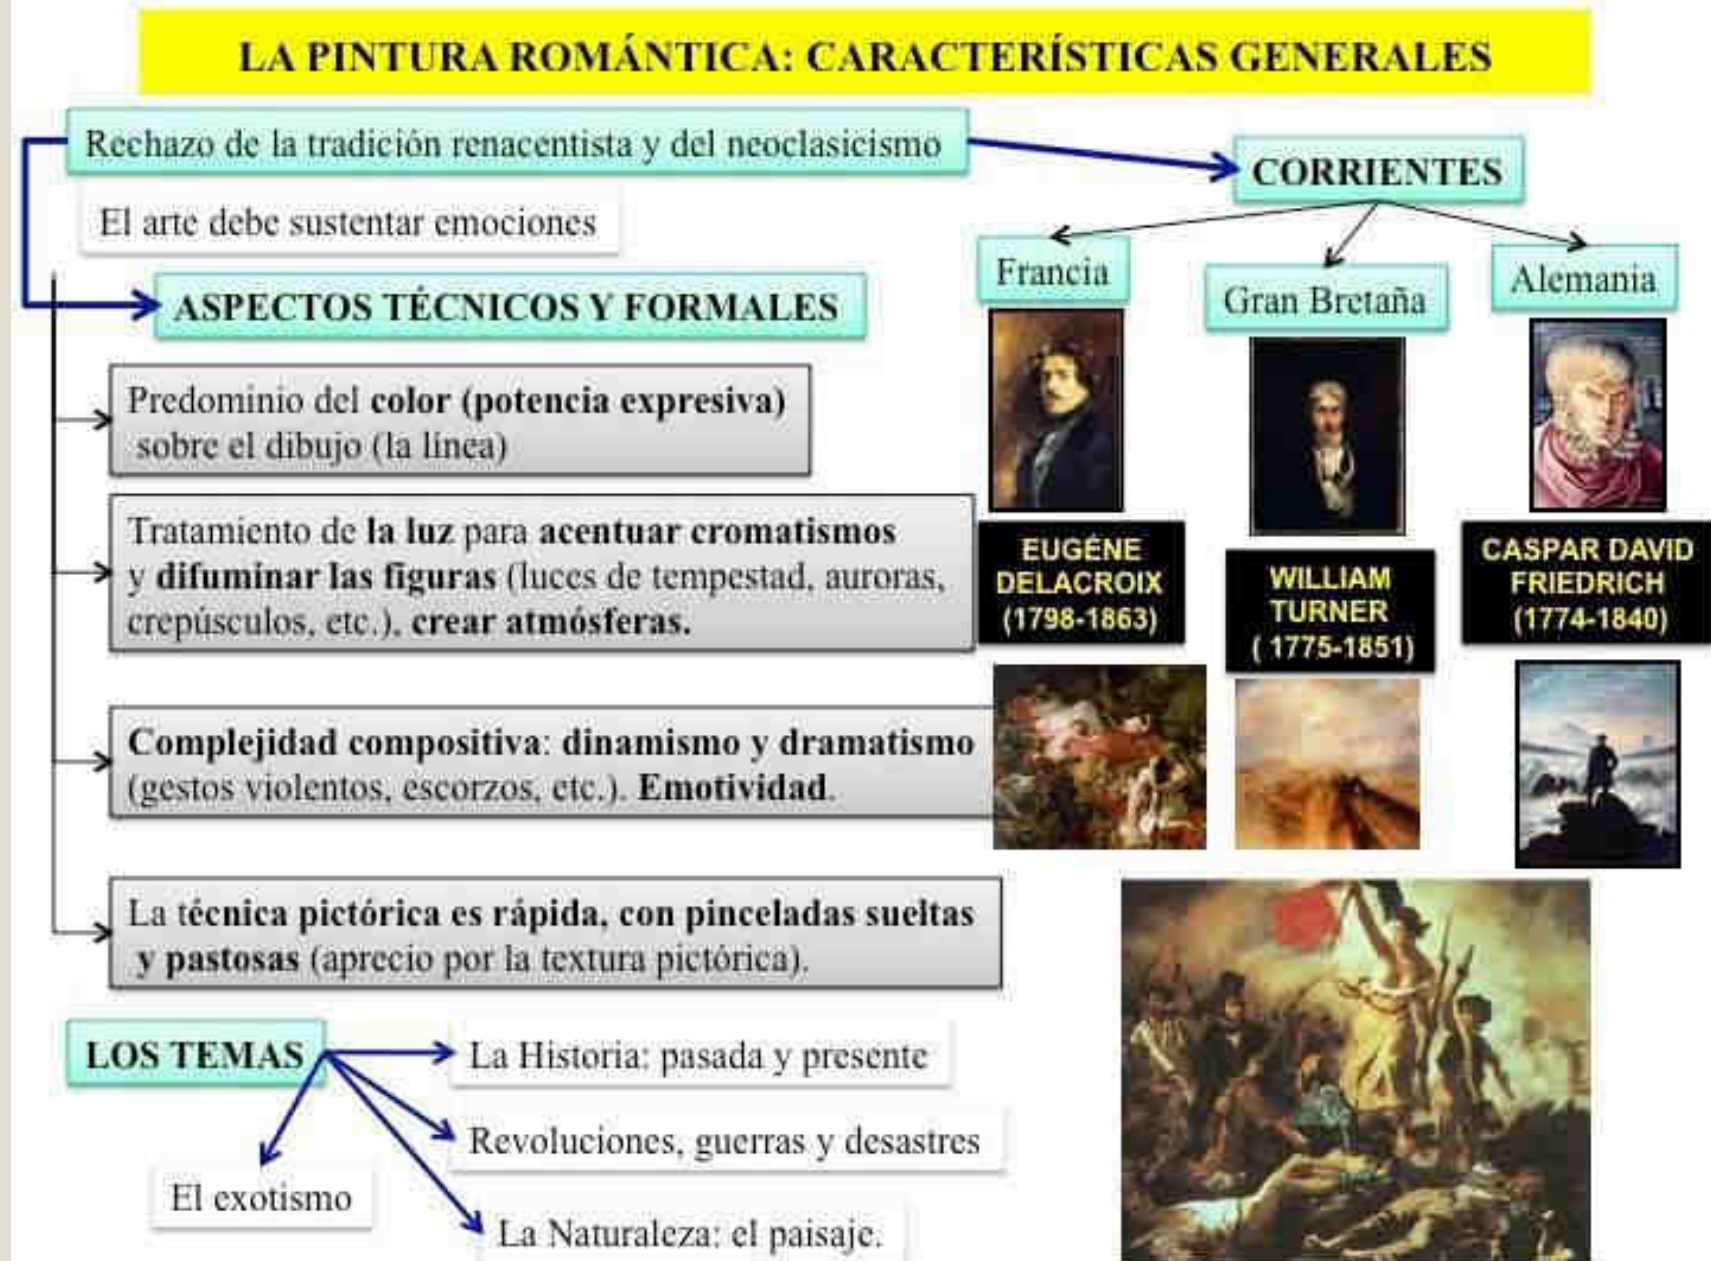 LA PINTURA ROMÁNTICA: CARACTERÍSTICAS GENERALES
Rechazo de la tradición renacentista y del neoclasicismo
El arte debe sustentar emociones
ASPECTOS TÉCNICOS Y FORMALES
Predominio del color (potencia expresiva)
sobre el dibujo (la línea)
Tratamiento de la luz para acentuar cromatismos
y difuminar las figuras (luces de tempestad, auroras,
crepúsculos, etc.), crear atmósferas.
Complejidad compositiva: dinamismo y dramatismo
(gestos violentos, escorzos, etc.). Emotividad.
La técnica pictórica es rápida, con pinceladas sueltas
y pastosas (aprecio por la textura pictórica).
LOS TEMAS
La Historia: pasada y presente
Revoluciones, guerras y desastres
El exotismo
La Naturaleza: el paisaje.
CORRIENTES
Francia
Gran Bretaña
Alemania
EUGÉNE
DELACROIX
(1798-1863)
WILLIAM
TURNER
( 1775-1851)
CASPAR DAVID
FRIEDRICH
(1774-1840)